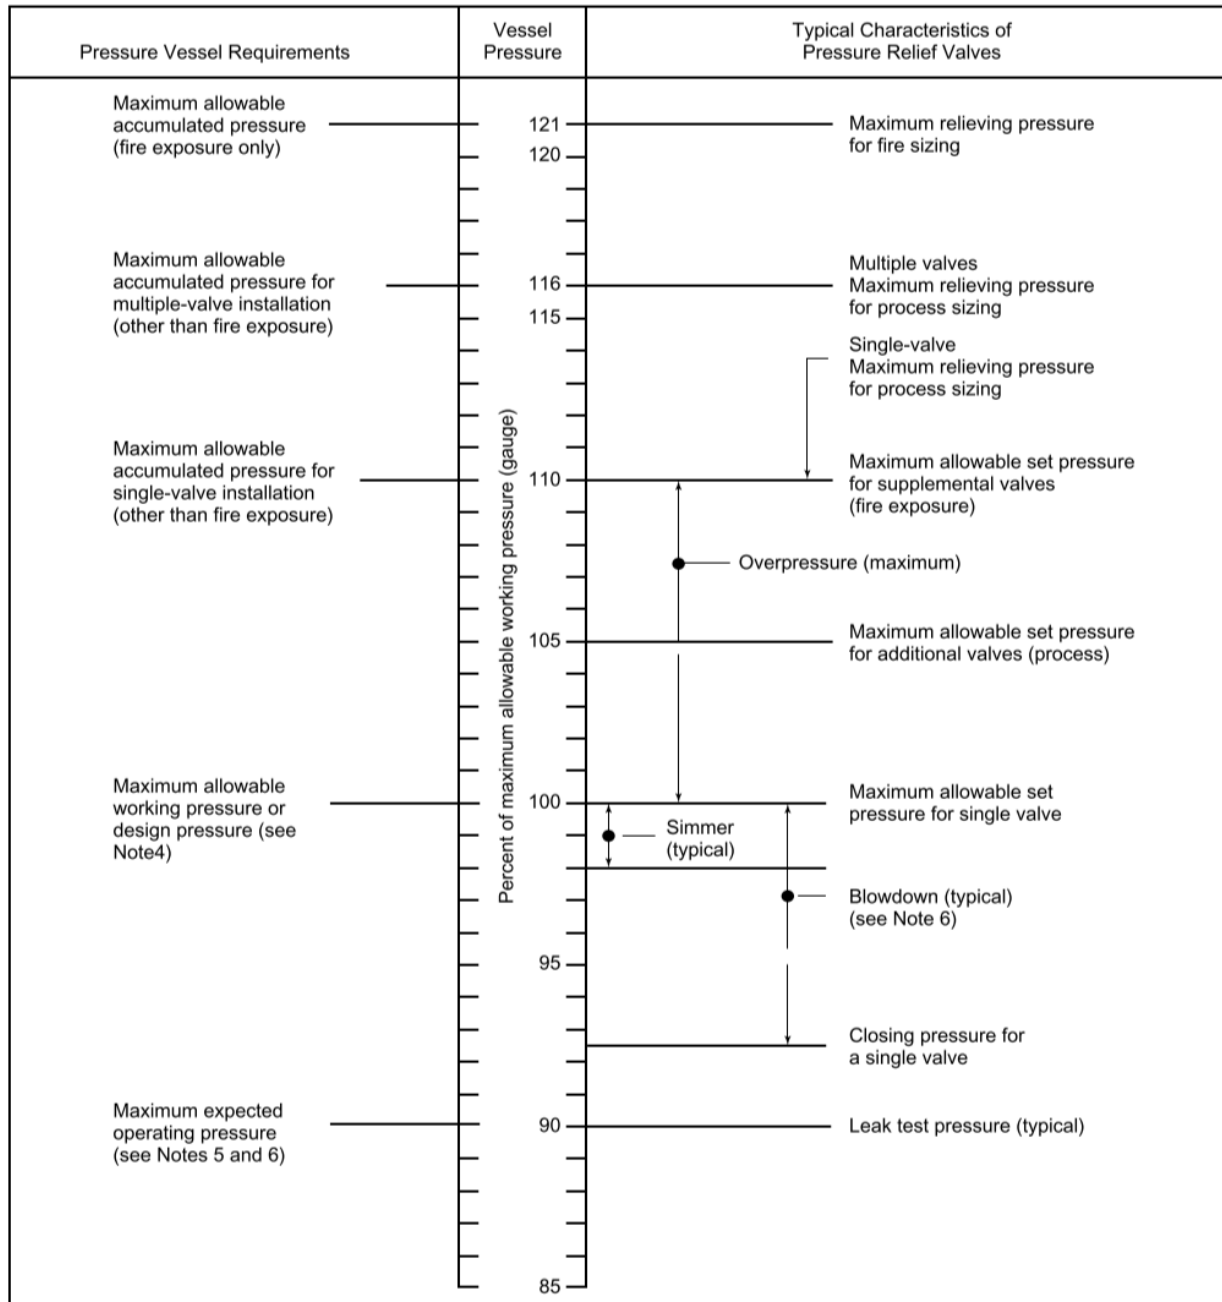 Pressure Vessel Requirements
Vessel
Pressure
Typical Characteristics of
Pressure Relief Valves
Maximum allowable
accumulated pressure
(fire exposure only)
121
120
Maximum relieving pressure
for fire sizing
Maximum allowable
accumulated pressure for
multiple-valve installation
(other than fire exposure)
116
115
Multiple valves
Maximum relieving pressure
for process sizing
Single-valve
Maximum relieving pressure
for process sizing
Percent of maximum allowable working pressure (gauge)
Maximum allowable
accumulated pressure for
single-valve installation
(other than fire exposure)
110
Maximum allowable set pressure
for supplemental valves
(fire exposure)
Overpressure (maximum)
105
Maximum allowable set pressure
for additional valves (process)
Maximum allowable
working pressure or
design pressure (see
Note4)
100
Maximum allowable set
pressure for single valve
Simmer
(typical)
Blowdown (typical)
(see Note 6)
95
Closing pressure for
a single valve
Maximum expected
operating pressure
(see Notes 5 and 6)
90
Leak test pressure (typical)
85